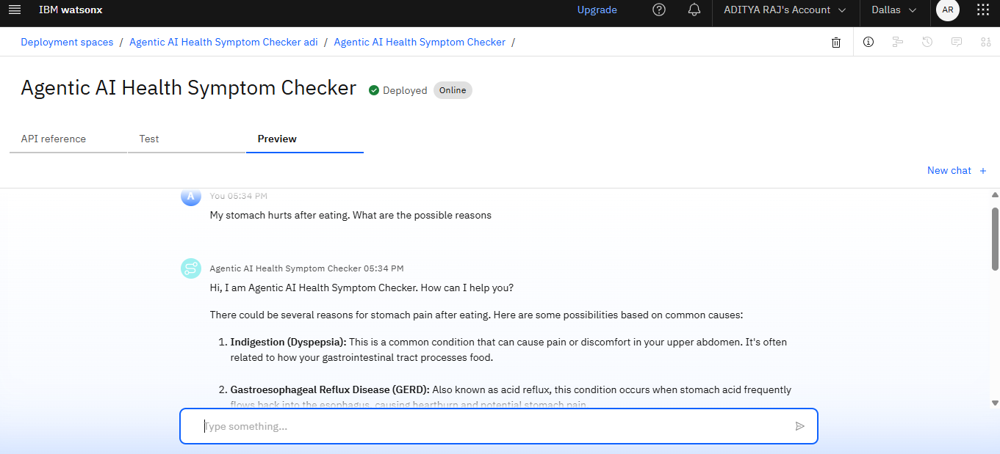 IBM watsonx
Upgrade
ADITYA RAJ's Account
Dallas
AR
Deployment spaces / Agentic AI Health Symptom Checker adi / Agentic AI Health Symptom Checker /
Agentic AI Health Symptom Checker
Deployed
Online
API reference
Test
Preview
New chat +
A
You 05:34 PM
My stomach hurts after eating. What are the possible reasons
Agentic AI Health Symptom Checker 05:34 PM
Hi, I am Agentic AI Health Symptom Checker. How can I help you?
There could be several reasons for stomach pain after eating. Here are some possibilities based on common causes:
1. Indigestion (Dyspepsia): This is a common condition that can cause pain or discomfort in your upper abdomen. It's often
related to how your gastrointestinal tract processes food.
2. Gastroesophageal Reflux Disease (GERD): Also known as acid reflux, this condition occurs when stomach acid frequently
flows back into the esophagus, causing heartburn and potential stomach pain.
Type something...